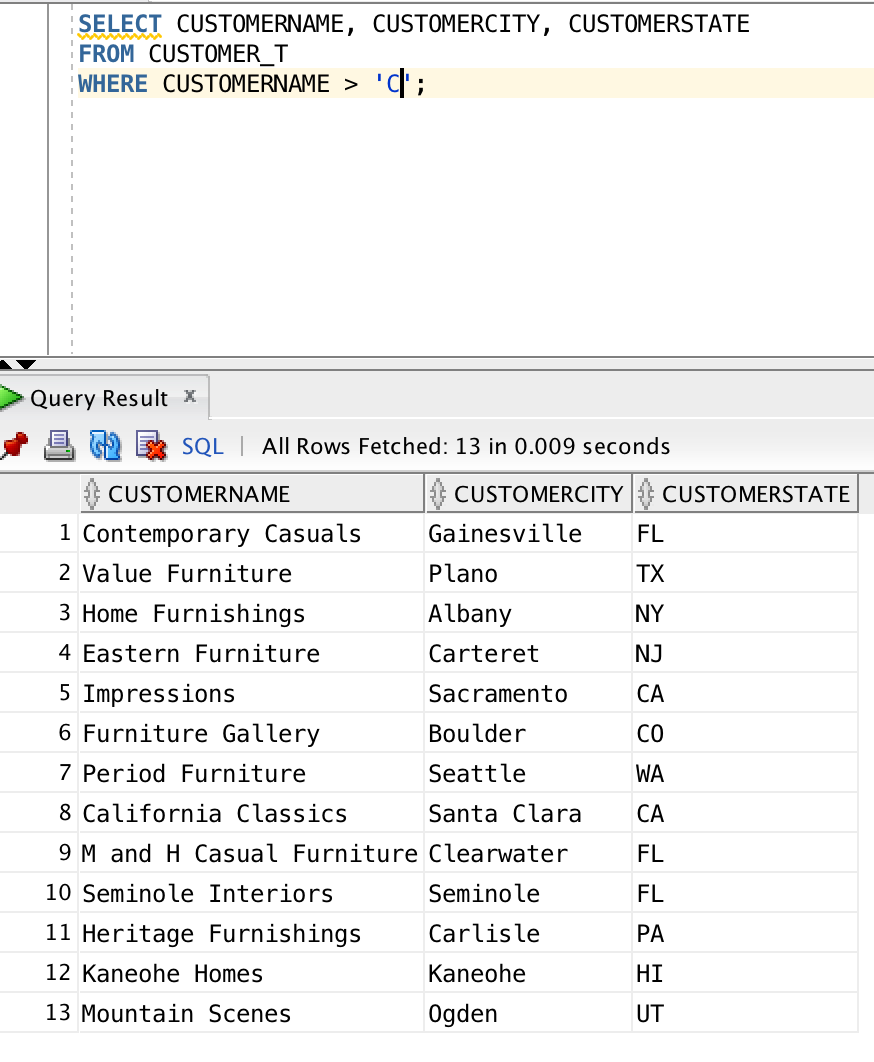 SELECT CUSTOMERNAME, CUSTOMERCITY, CUSTOMERSTATE
FROM CUSTOMER_T
WHERE CUSTOMERNAME > 'C';
Query Result x
SQL | All Rows Fetched: 13 in 0.009 seconds
CUSTOMERNAME CUSTOMERCITY CUSTOMERSTATE
1 Contemporary Casuals Gainesville FL
2 Value Furniture Plano TX
3 Home Furnishings Albany NY
4 Eastern Furniture Carteret NJ
5 Impressions Sacramento CA
6 Furniture Gallery Boulder CO
7 Period Furniture Seattle WA
8 California Classics Santa Clara CA
9 M and H Casual Furniture Clearwater FL
10 Seminole Interiors Seminole FL
11 Heritage Furnishings Carlisle PA
12 Kaneohe Homes Kaneohe HI
13 Mountain Scenes Ogden UT